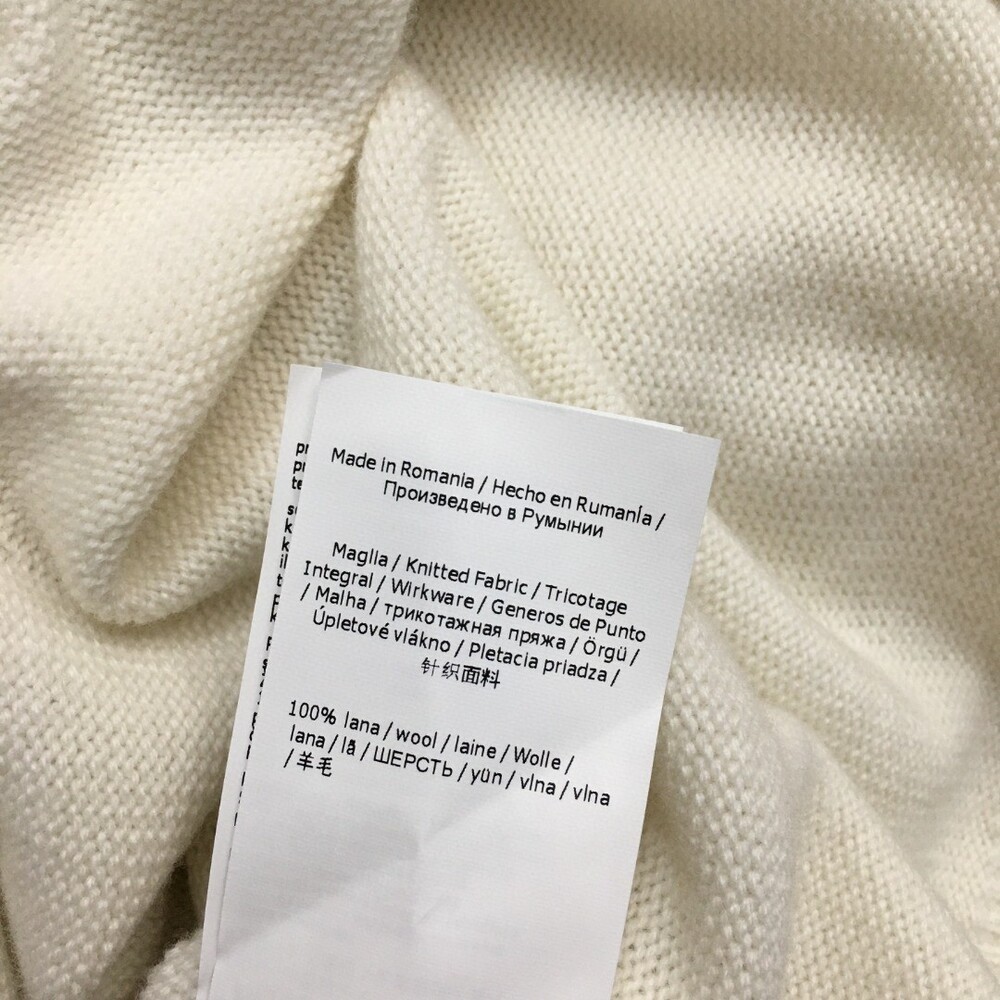 Made in Romania / Hecho en Rumanía /
Произведено в Румынии
Maglia / Knitted Fabric / Tricotage
Integral / Wirkware / Generos de Punto
/ Malha / трикотажная пряжа / Örgü /
Úpletové vlákno / Pletacia priadza /
针织面料
100% lana / wool / laine / Wolle /
lana / lã / ШЕРСТЬ / yün / vlna / vlna
/ 羊毛